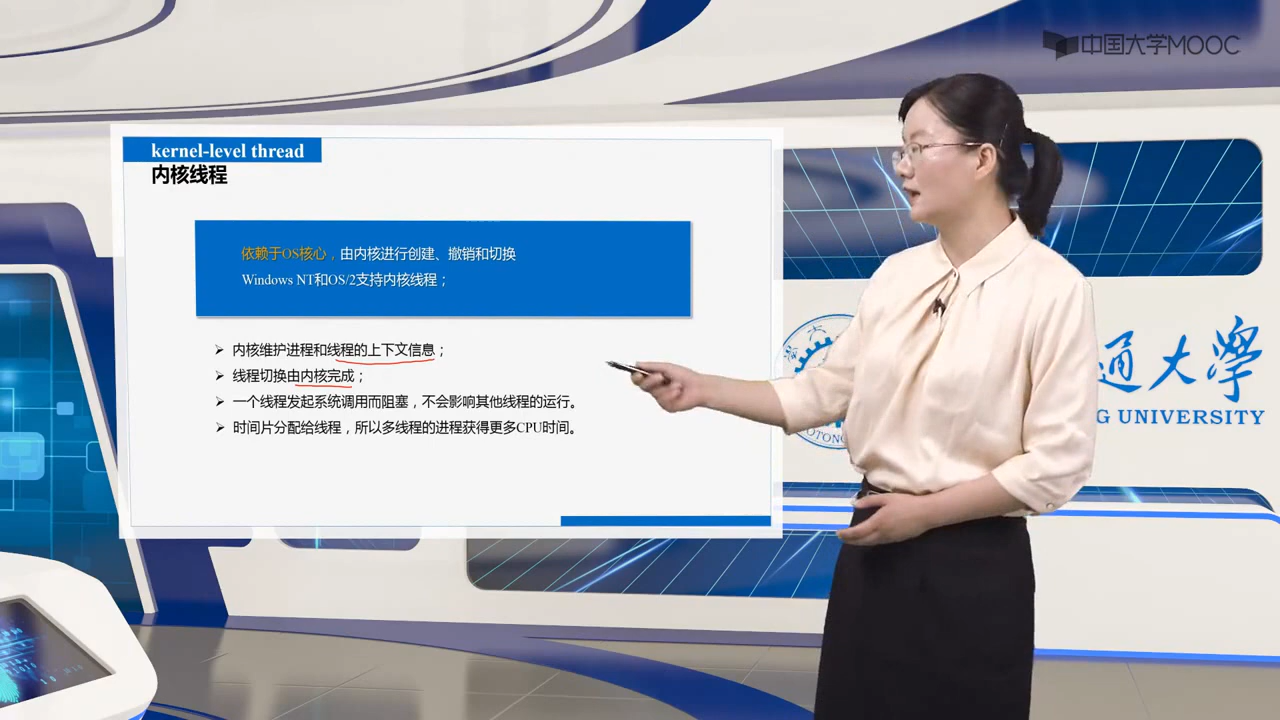 中国大学MOOC
kernel-level thread
内核线程
依赖于OS核心，由内核进行创建、撤销和切换
Windows NT和OS/2支持内核线程；
➢ 内核维护进程和线程的上下文信息；
➢ 线程切换由内核完成；
➢ 一个线程发起系统调用而阻塞，不会影响其他线程的运行。
➢ 时间片分配给线程，所以多线程的进程获得更多CPU时间。
通大学
G UNIVERSITY
OTONG